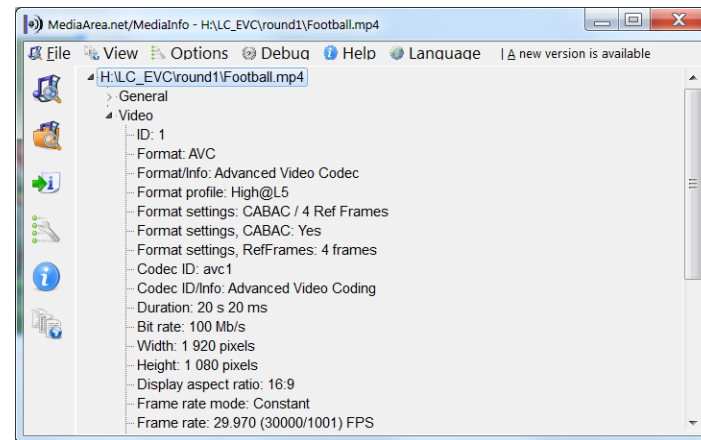 MediaArea.net/MediaInfo - H:\LC_EVC\round1\Football.mp4
File View Options Debug Help Language | A new version is available
H:\LC_EVC\round1\Football.mp4
General
Video
ID: 1
Format: AVC
Format/Info: Advanced Video Codec
Format profile: High@L5
Format settings: CABAC / 4 Ref Frames
Format settings, CABAC: Yes
Format settings, RefFrames: 4 frames
Codec ID: avc1
Codec ID/Info: Advanced Video Coding
Duration: 20 s 20 ms
Bit rate: 100 Mb/s
Width: 1 920 pixels
Height: 1 080 pixels
Display aspect ratio: 16:9
Frame rate mode: Constant
Frame rate: 29.970 (30000/1001) FPS